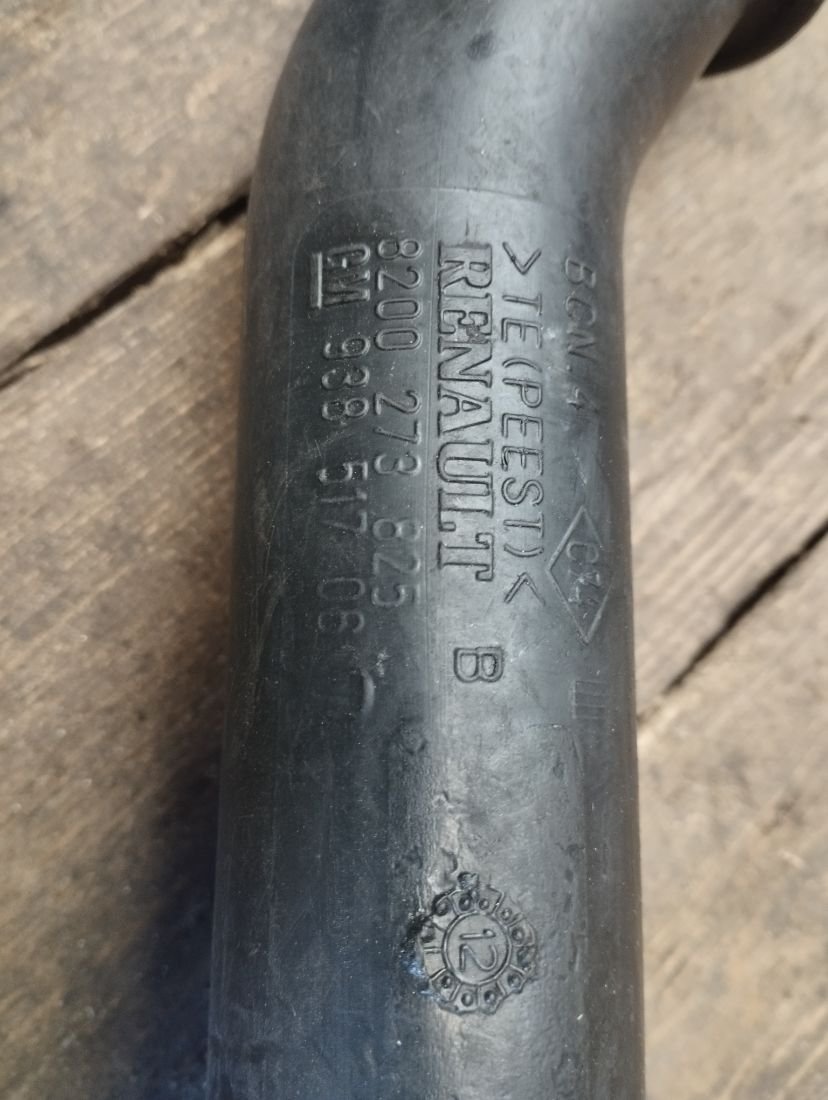 BCN.4
>TE(PEEST)<
RENAULT B
8200 273 825
GM 938 517 06
12